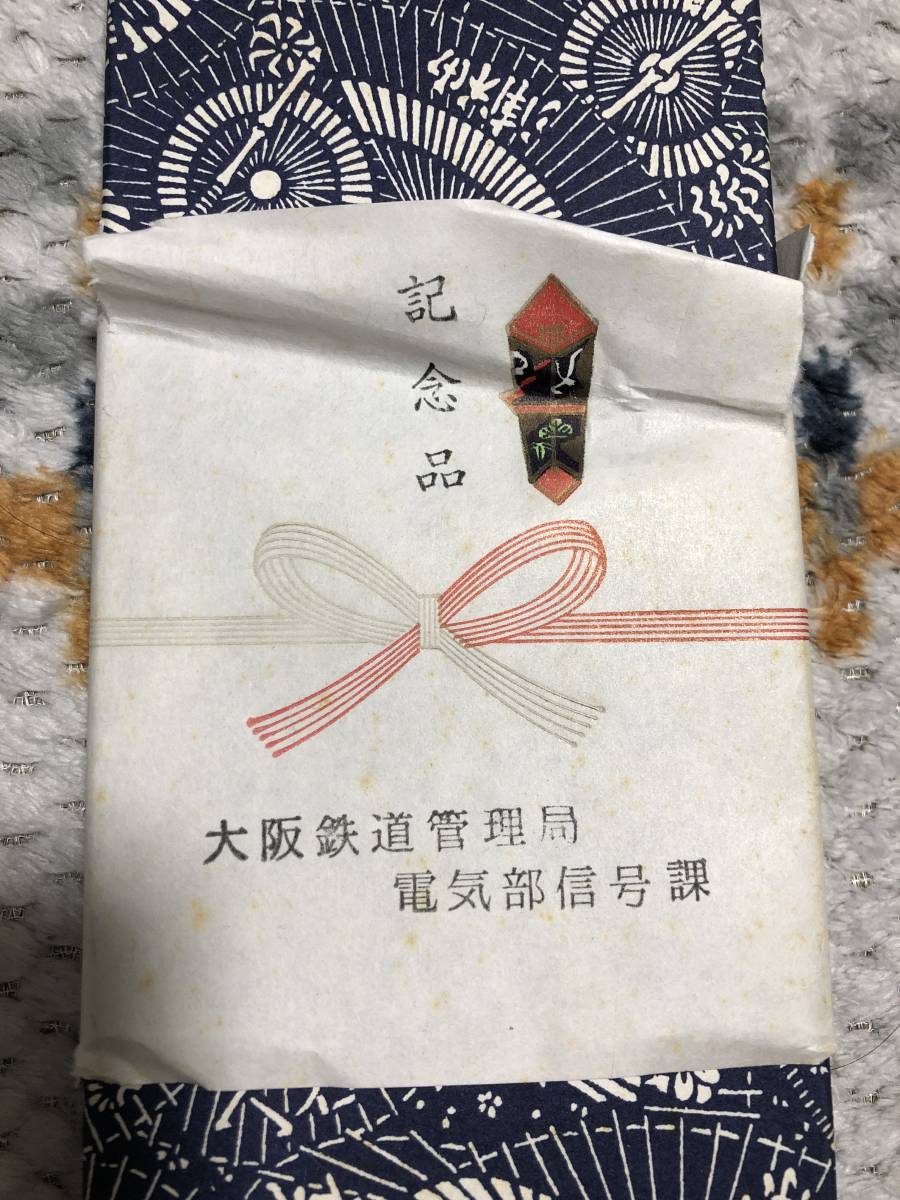 記念品
大阪鉄道管理局
電気部信号課